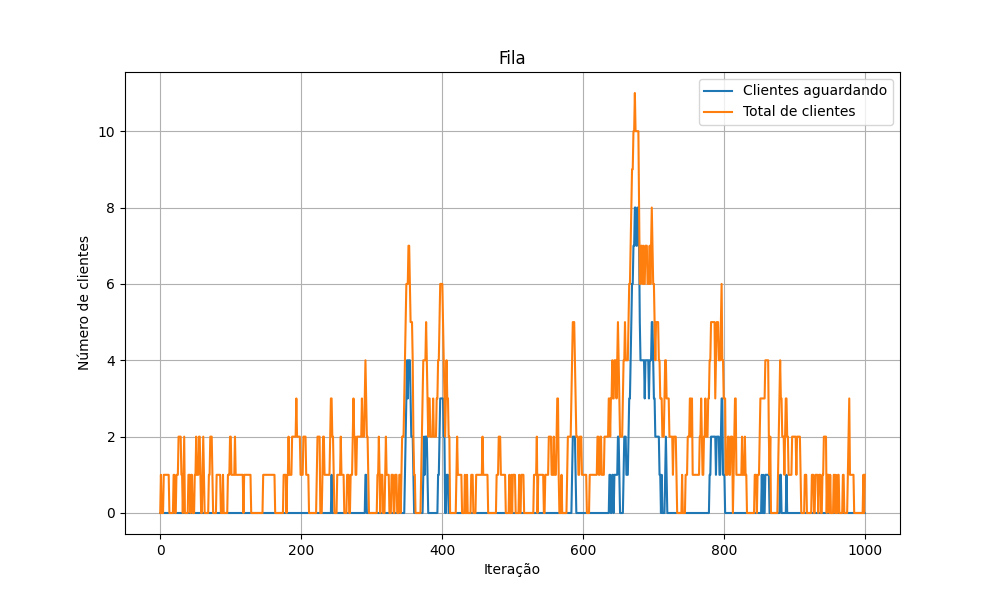 Fila
Clientes aguardando
Total de clientes
Número de clientes
10
8
6
4
2
0
0 200 400 600 800 1000
Iteração